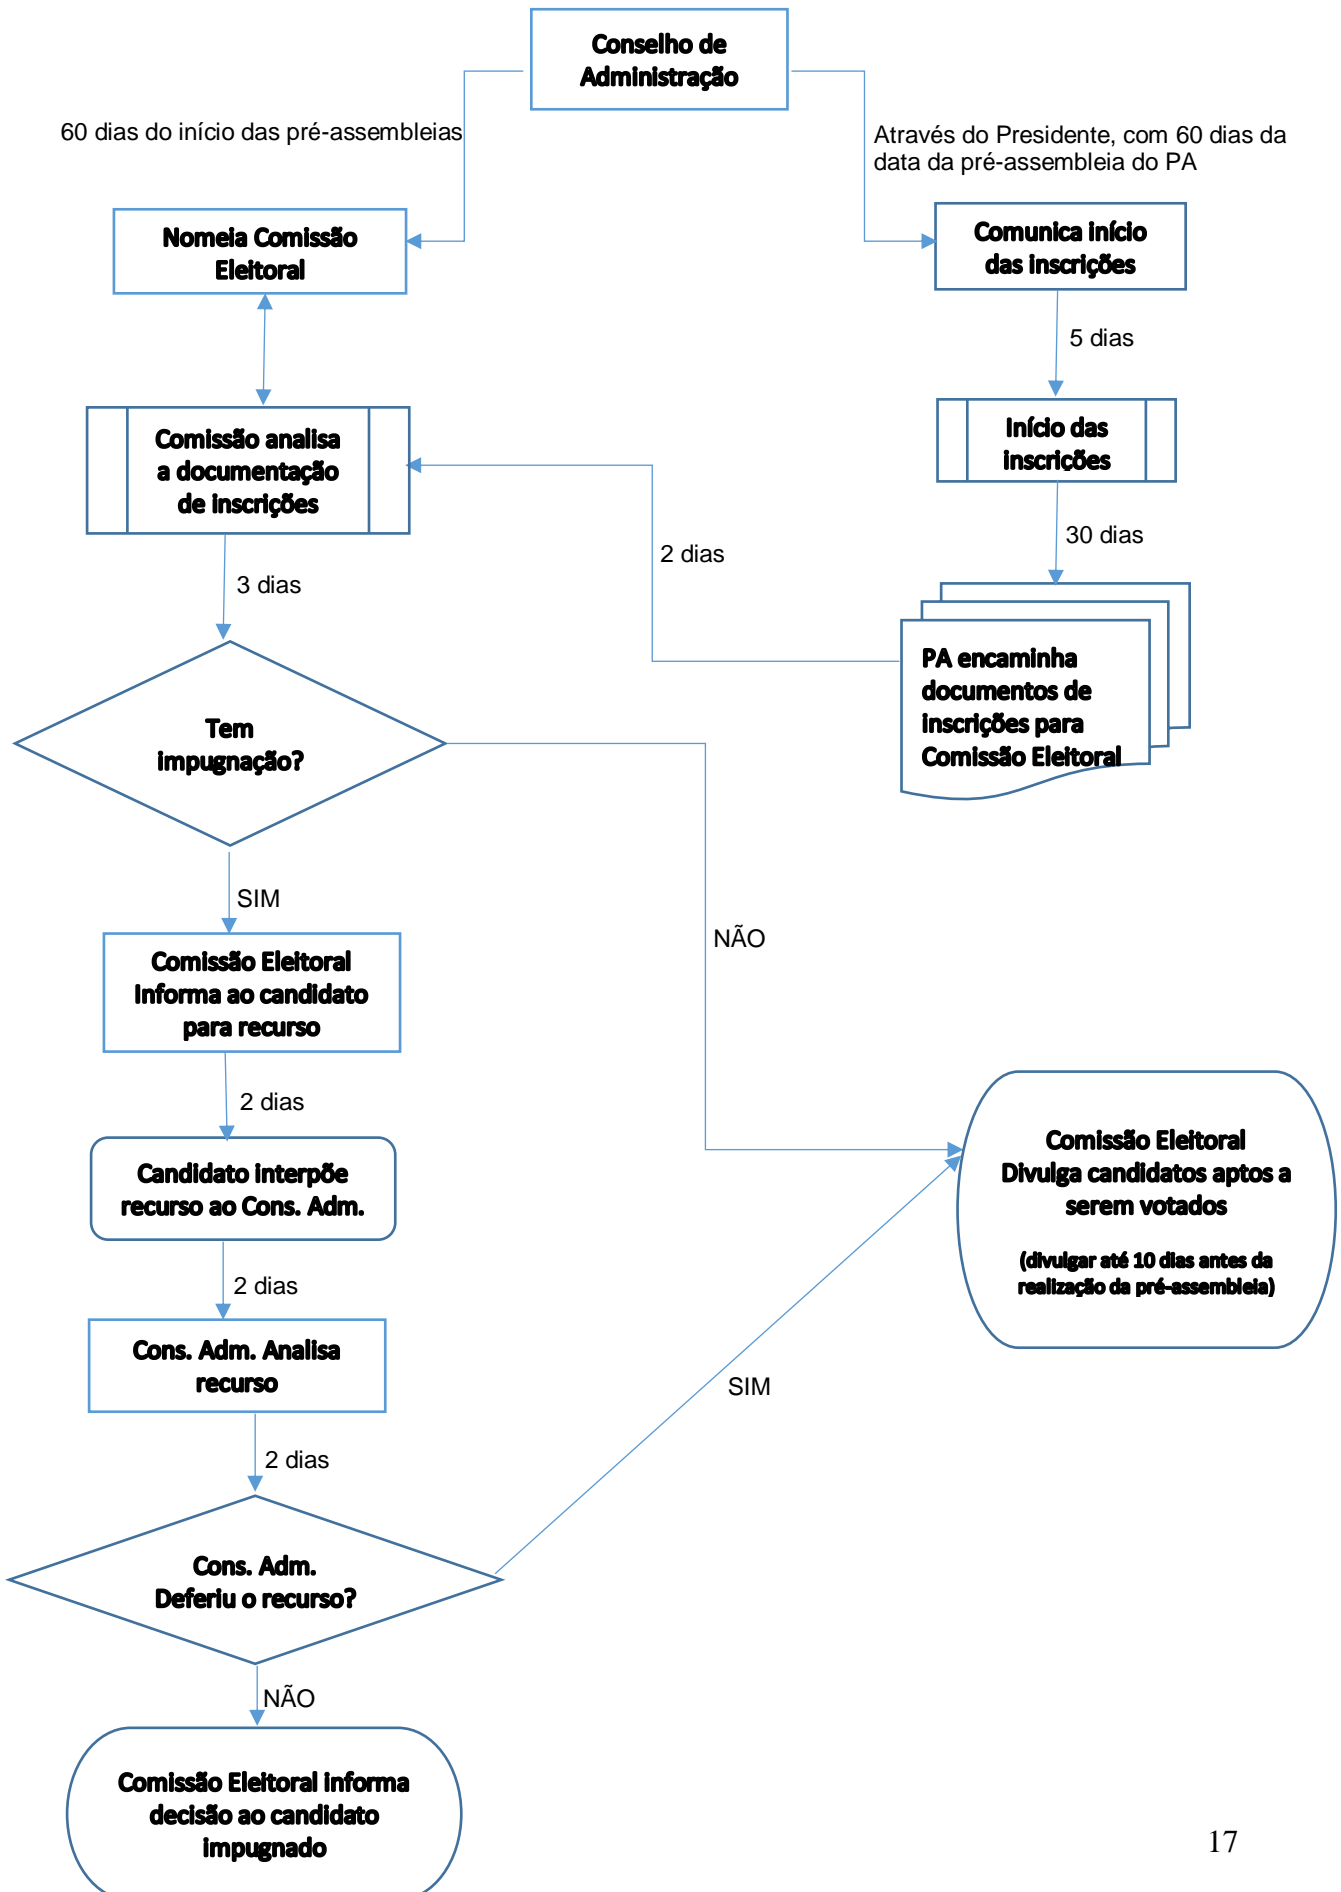 Conselho de
Administração
60 dias do início das pré-assembleias
Através do Presidente, com 60 dias da
data da pré-assembleia do PA
Nomeia Comissão
Eleitoral
Comunica início
das inscrições
5 dias
Comissão analisa
a documentação
de inscrições
Início das
inscrições
30 dias
2 dias
3 dias
PA encaminha
documentos de
inscrições para
Comissão Eleitoral
Tem
impugnação?
SIM
NÃO
Comissão Eleitoral
Informa ao candidato
para recurso
2 dias
Candidato interpõe
recurso ao Cons. Adm.
Comissão Eleitoral
Divulga candidatos aptos a
serem votados
(divulgar até 10 dias antes da
realização da pré-assembleia)
2 dias
Cons. Adm. Analisa
recurso
SIM
2 dias
Cons. Adm.
Deferiu o recurso?
NÃO
Comissão Eleitoral informa
decisão ao candidato
impugnado
17